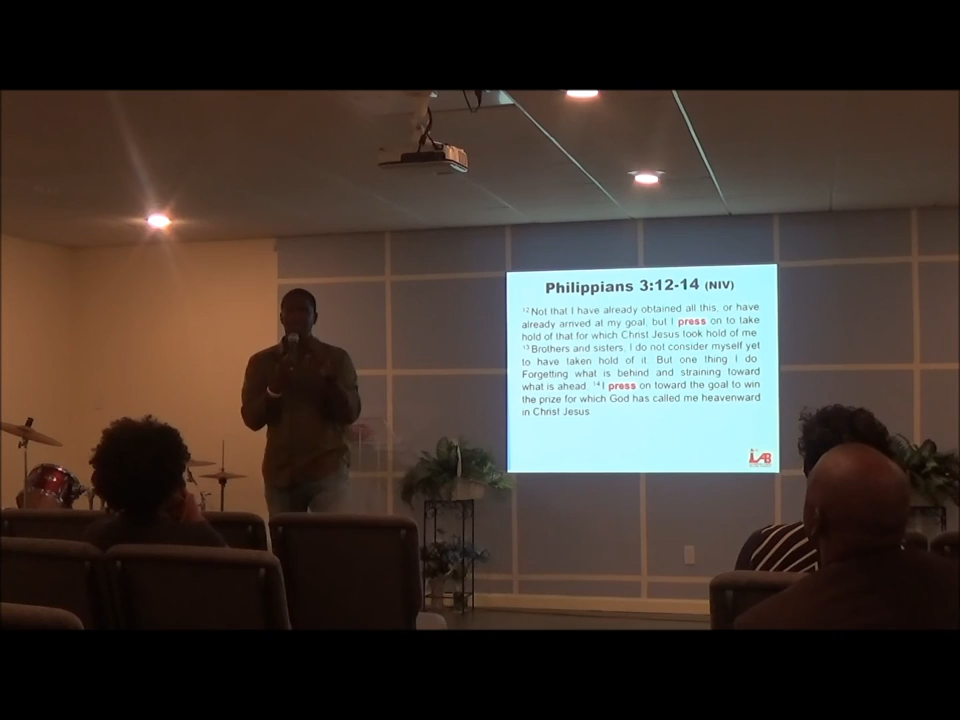 Philippians 3:12-14 (NIV)
12 Not that I have already obtained all this, or have
already arrived at my goal, but I press on to take
hold of that for which Christ Jesus took hold of me.
13 Brothers and sisters, I do not consider myself yet
to have taken hold of it. But one thing I do:
Forgetting what is behind and straining toward
what is ahead, 14 I press on toward the goal to win
the prize for which God has called me heavenward
in Christ Jesus
LAB